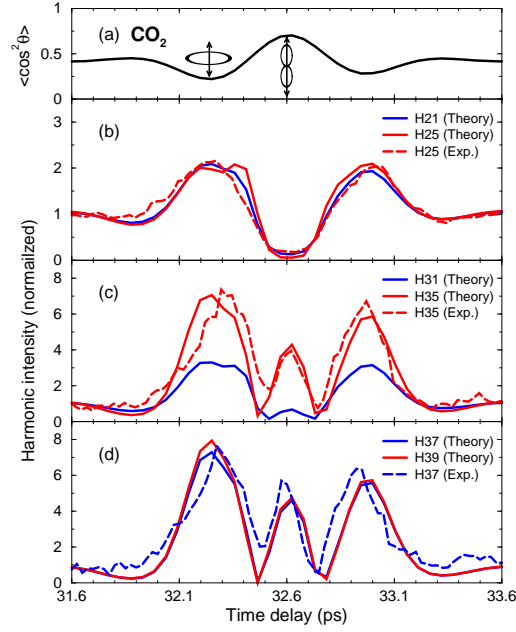 (a) CO2
<cos²θ>
1
0.5
0
(b)
H21 (Theory)
H25 (Theory)
H25 (Exp.)
3
2
1
0
Harmonic intensity (normarlized)
(c)
H31 (Theory)
H35 (Theory)
H35 (Exp.)
8
6
4
2
0
(d)
H37 (Theory)
H39 (Theory)
H37 (Exp.)
8
6
4
2
0
31.6 32.1 32.6 33.1 33.6
Time delay (ps)